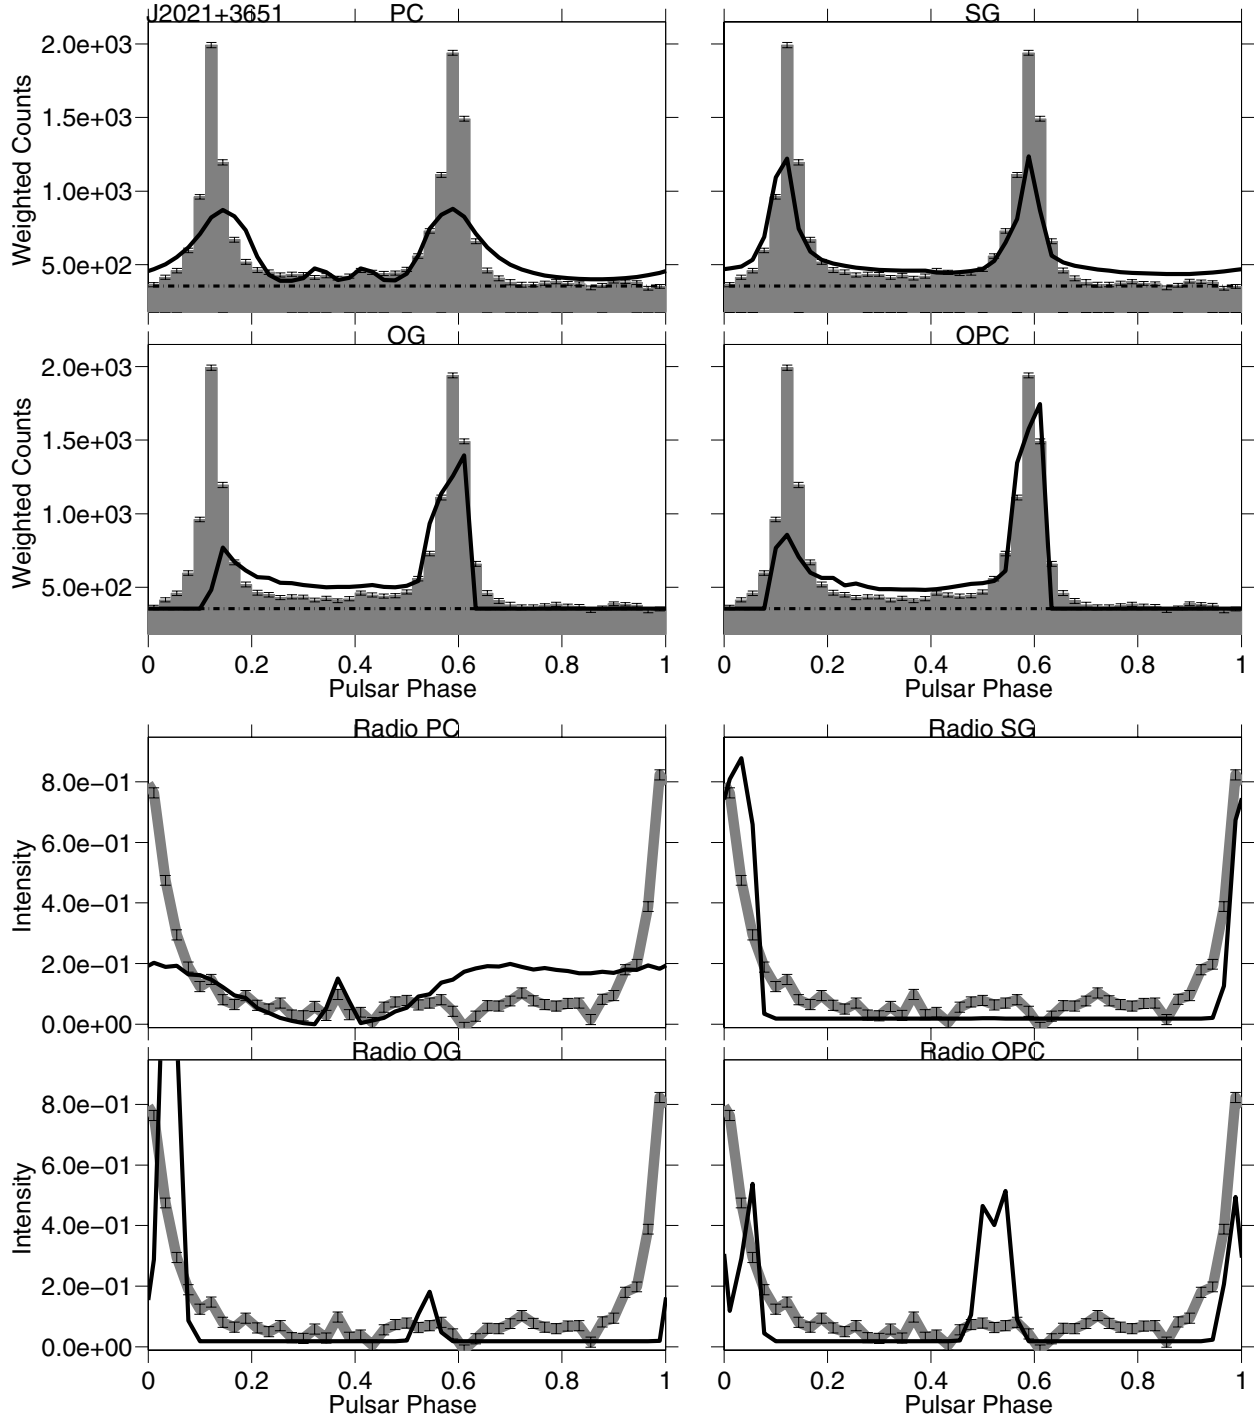 J2021+3651 PC SG
2.0e+03
1.5e+03
1.0e+03
5.0e+02
Weighted Counts
OG OPC
2.0e+03
1.5e+03
1.0e+03
5.0e+02
Weighted Counts
0 0.2 0.4 0.6 0.8 1 0 0.2 0.4 0.6 0.8 1
Pulsar Phase Pulsar Phase
Radio PC Radio SG
8.0e−01
6.0e−01
4.0e−01
2.0e−01
0.0e+00
Intensity
Radio OG Radio OPC
8.0e−01
6.0e−01
4.0e−01
2.0e−01
0.0e+00
Intensity
0 0.2 0.4 0.6 0.8 1 0 0.2 0.4 0.6 0.8 1
Pulsar Phase Pulsar Phase